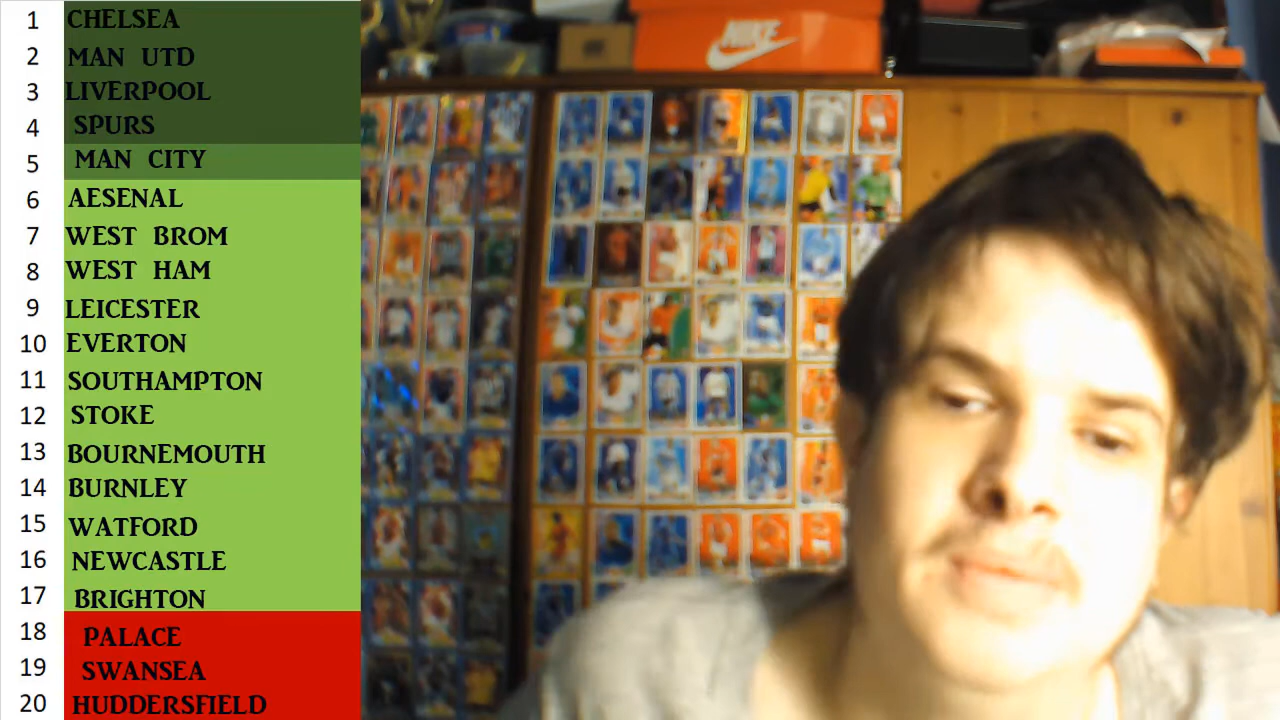 1 CHELSEA
2 MAN UTD
3 LIVERPOOL
4 SPURS
5 MAN CITY
6 AESENAL
7 WEST BROM
8 WEST HAM
9 LEICESTER
10 EVERTON
11 SOUTHAMPTON
12 STOKE
13 BOURNEMOUTH
14 BURNLEY
15 WATFORD
16 NEWCASTLE
17 BRIGHTON
18 PALACE
19 SWANSEA
20 HUDDERSFIELD
NIKE